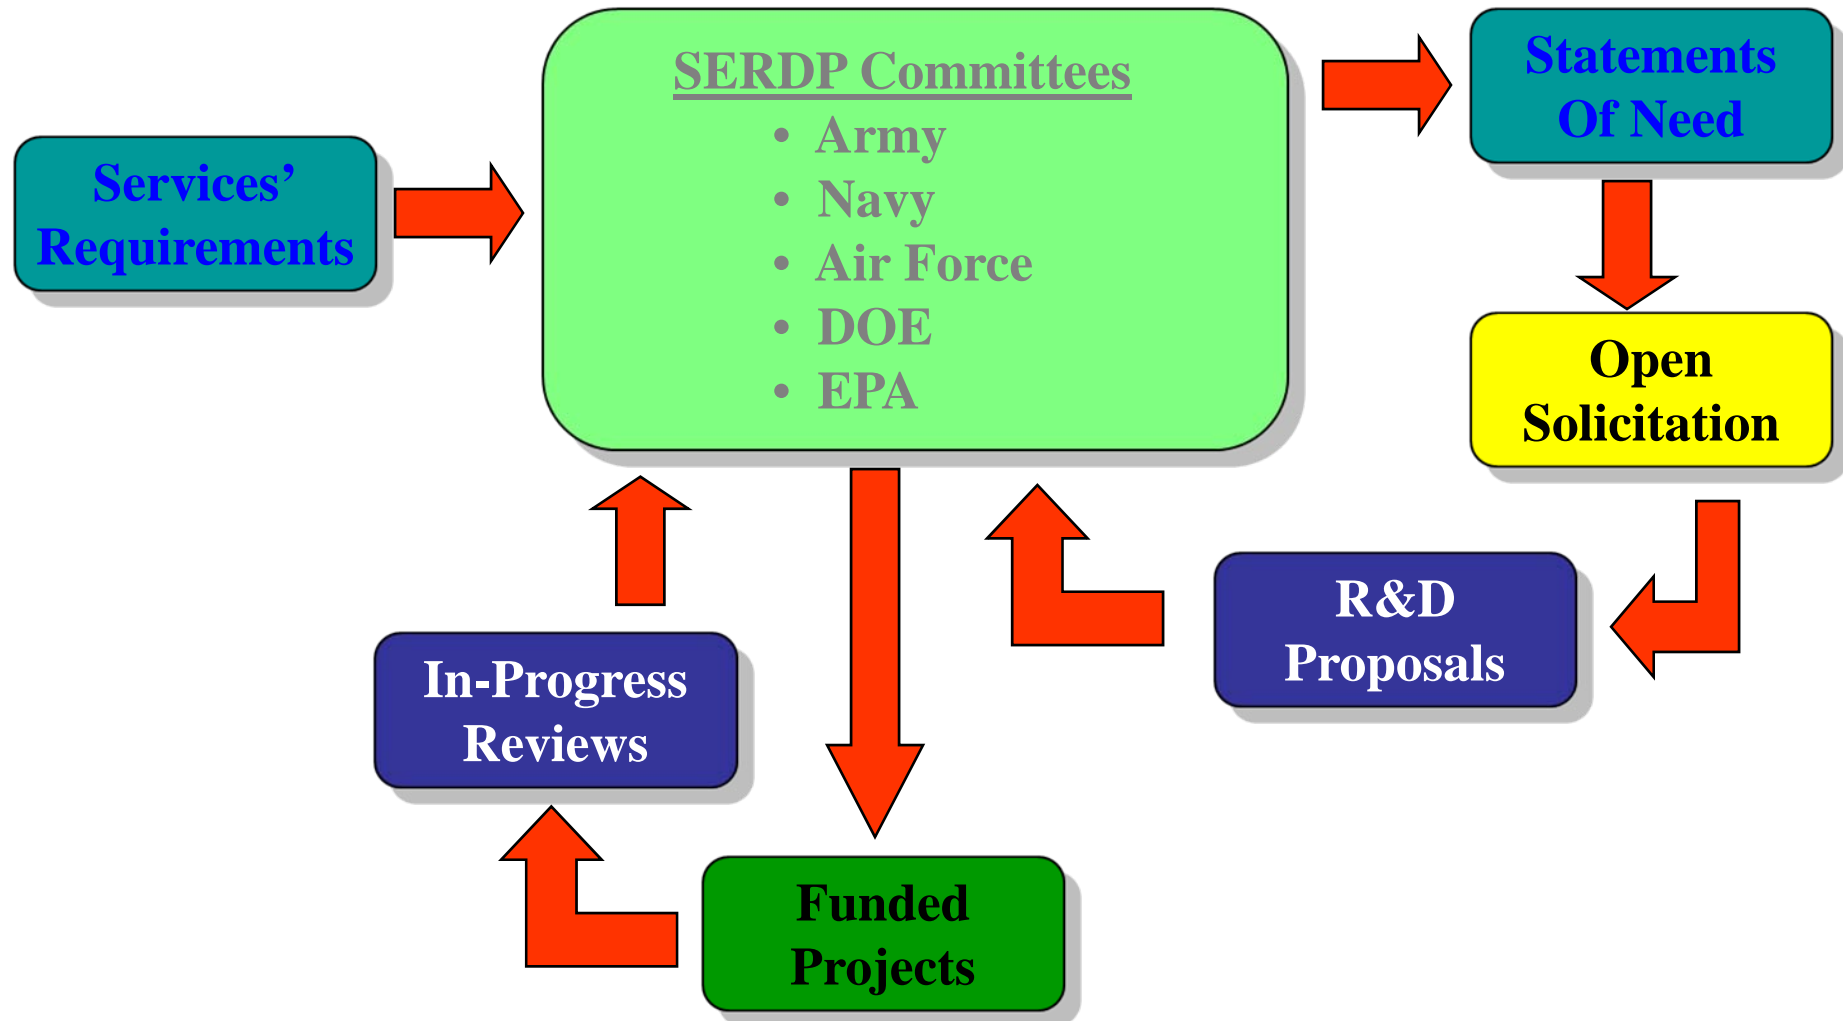 Services’
Requirements
SERDP Committees
• Army
• Navy
• Air Force
• DOE
• EPA
Statements
Of Need
Open
Solicitation
R&D
Proposals
In-Progress
Reviews
Funded
Projects